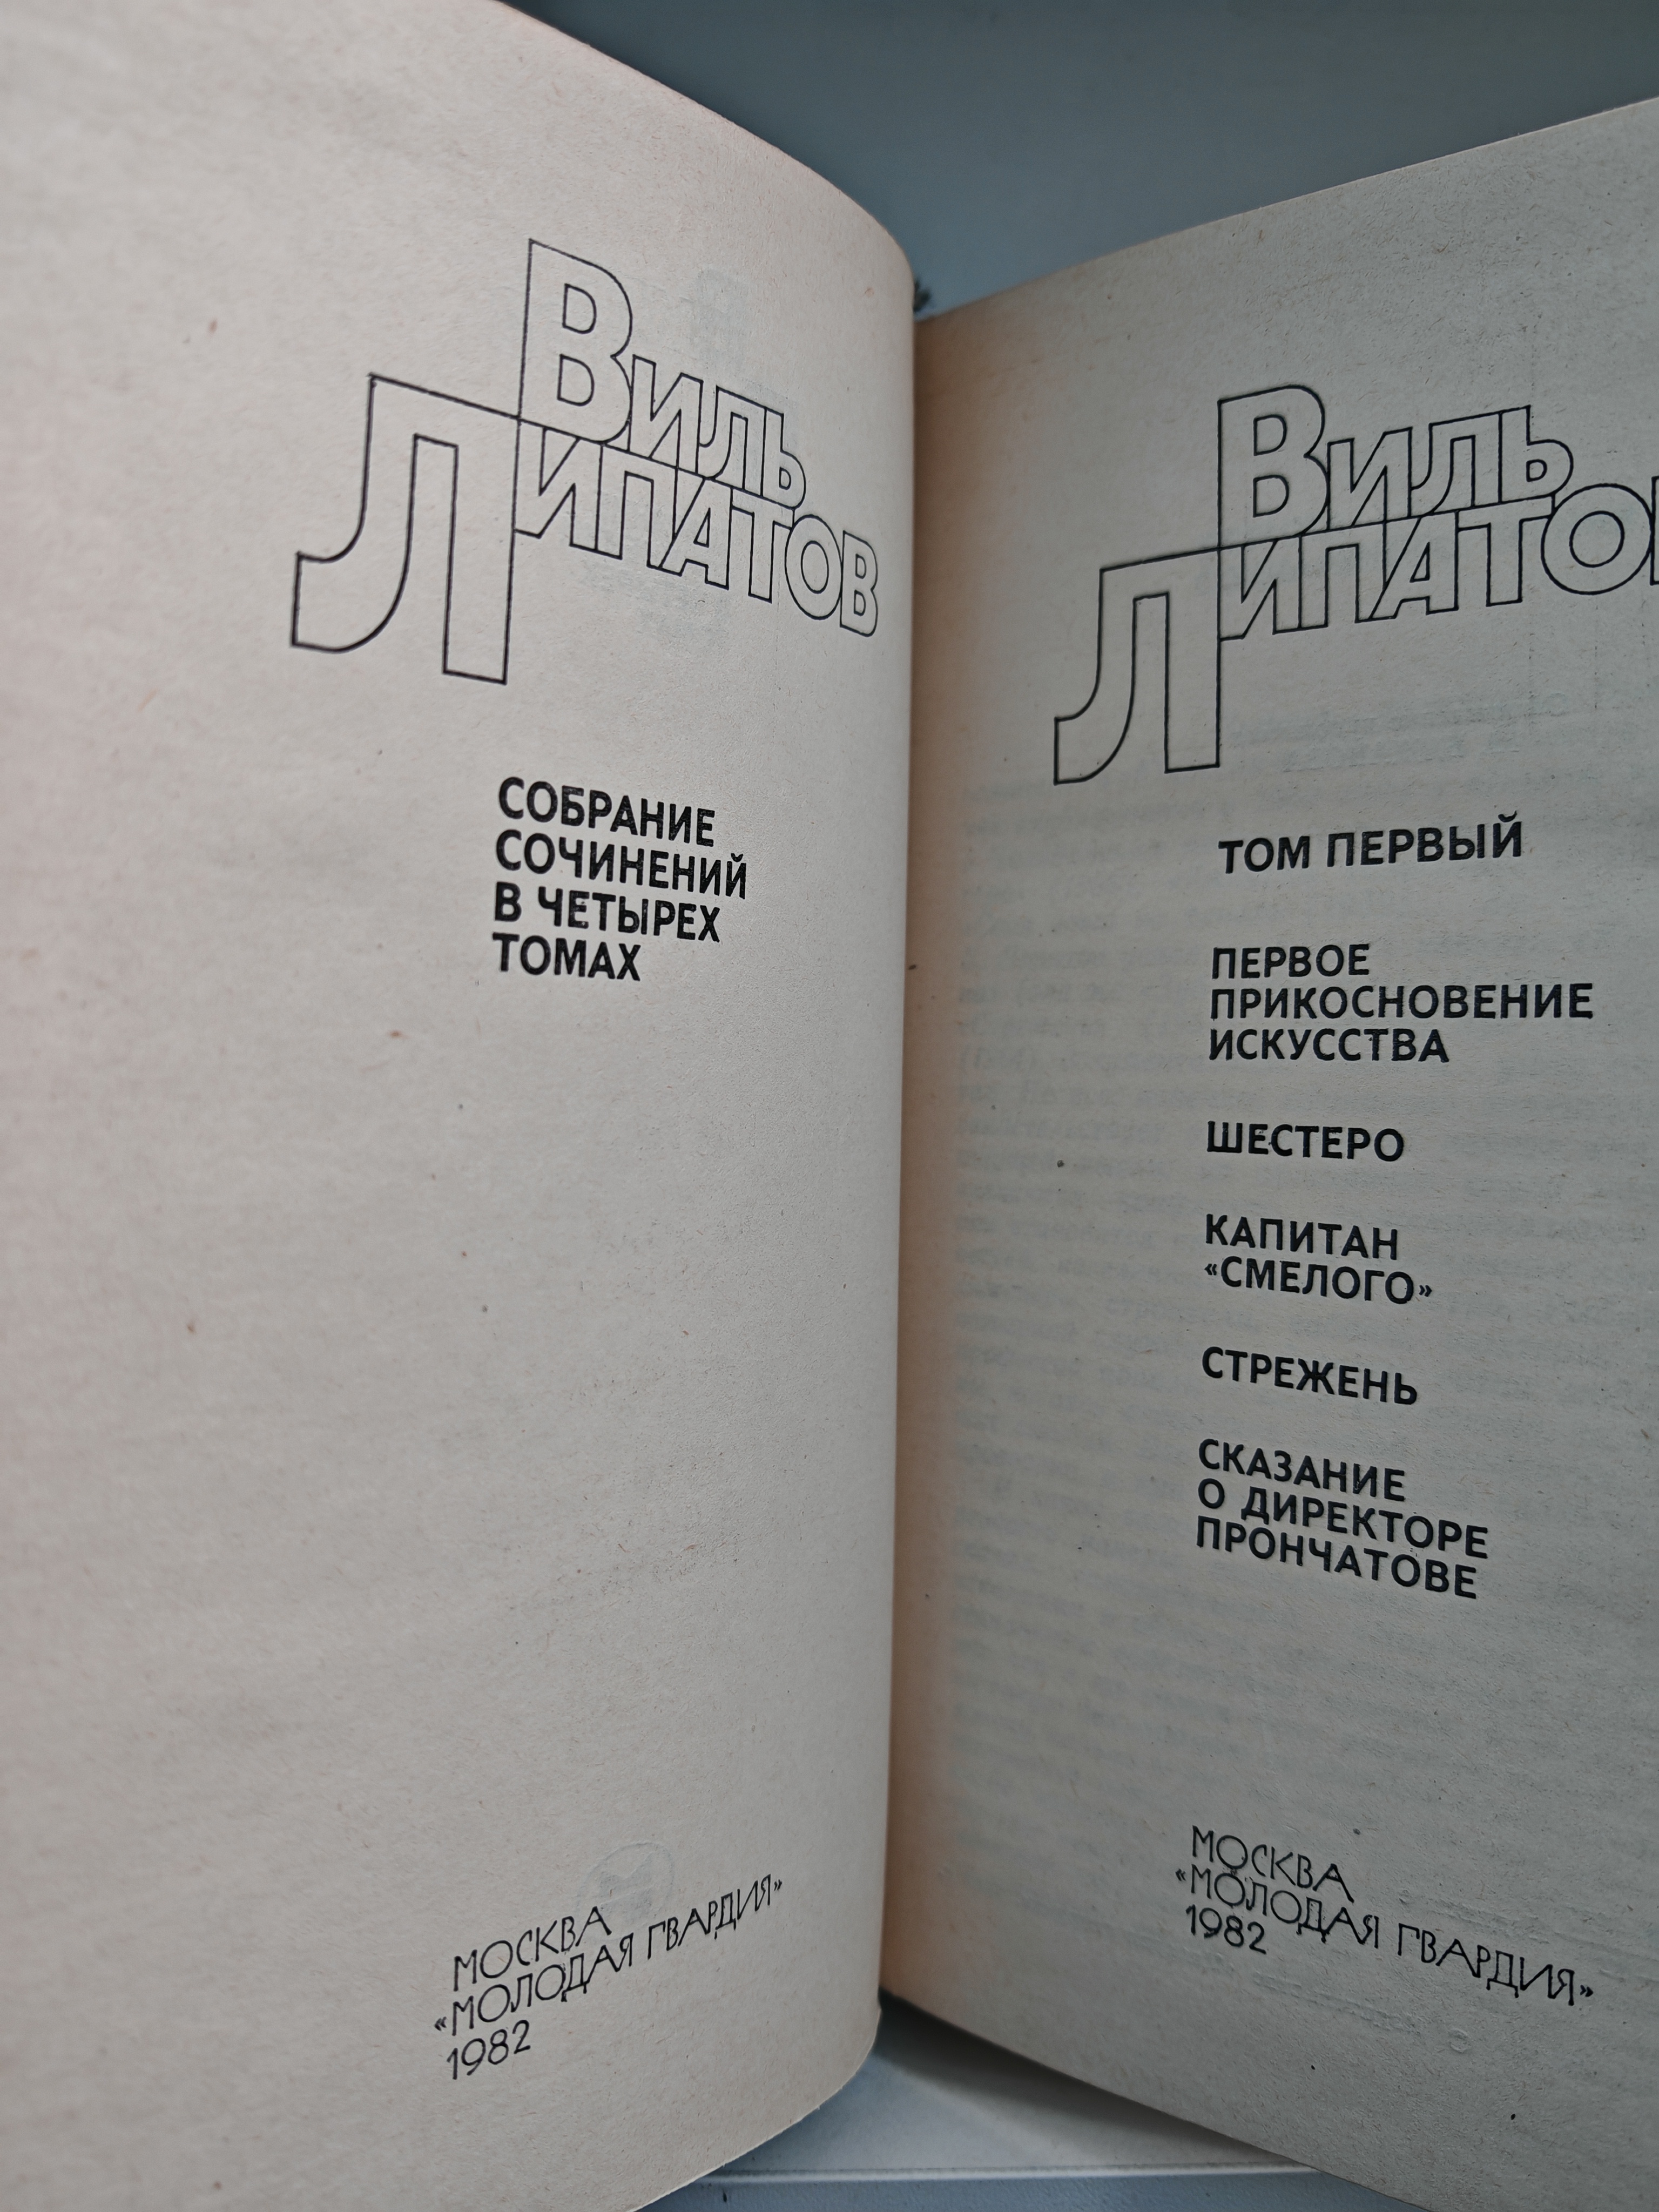 Виль
Липатов
СОБРАНИЕ
СОЧИНЕНИЙ
В ЧЕТЫРЕХ
ТОМАХ
МОСКВА
«МОЛОДАЯ ГВАРДИЯ»
1982
Виль
Липатов
ТОМ ПЕРВЫЙ
ПЕРВОЕ
ПРИКОСНОВЕНИЕ
ИСКУССТВА
ШЕСТЕРО
КАПИТАН
«СМЕЛОГО»
СТРЕЖЕНЬ
СКАЗАНИЕ
О ДИРЕКТОРЕ
ПРОНЧАТОВЕ
МОСКВА
«МОЛОДАЯ ГВАРДИЯ»
1982